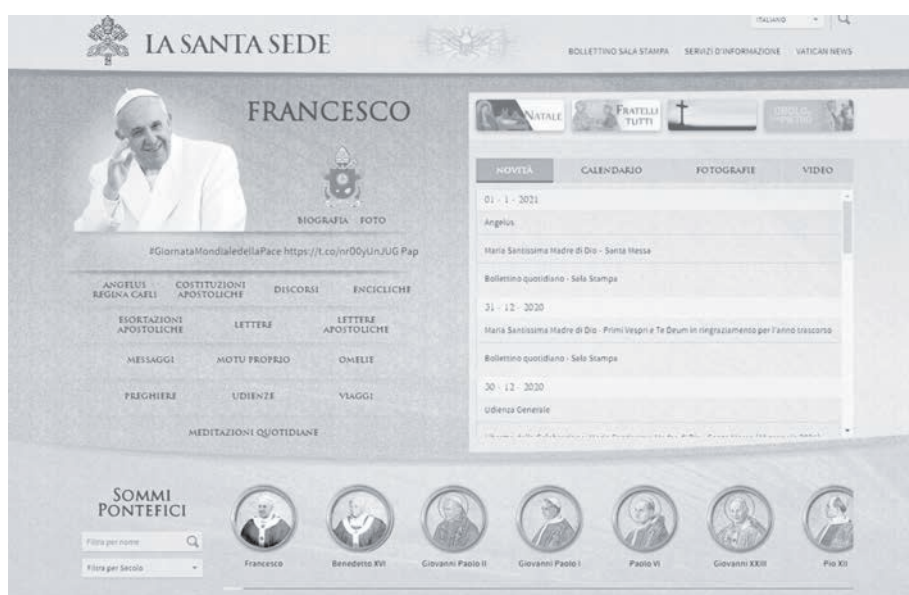 ITALIANO
LA SANTA SEDE
BOLLETTINO SALA STAMPA SERVIZI D'INFORMAZIONE VATICAN NEWS
FRANCESCO
BIOGRAFIA FOTO
#GiornataMondialedellaPace https://t.co/nrD0yUnJUG Pap
ANGELUS
REGINA CAELI
COSTITUZIONI
APOSTOLICHE
DISCORSI
ENCICLICHE
ESORTAZIONI
APOSTOLICHE
LETTERE
LETTERE
APOSTOLICHE
MESSAGGI
MOTU PROPRIO
OMELIE
PREGHIERE
UDIENZE
VIAGGI
MEDITAZIONI QUOTIDIANE
NATALE
FRATELLI
TUTTI
OBOLO
DI PIETRO
NOVITÀ CALENDARIO FOTOGRAFIE VIDEO
01 - 1 - 2021
Angelus
Maria Santissima Madre di Dio - Santa Messa
Bollettino quotidiano - Sala Stampa
31 - 12 - 2020
Maria Santissima Madre di Dio - Primi Vespri e Te Deum in ringraziamento per l'anno trascorso
Bollettino quotidiano - Sala Stampa
30 - 12 - 2020
Udienza Generale
SOMMI
PONTEFICI
Filtra per nome
Filtra per Secolo
Francesco
Benedetto XVI
Giovanni Paolo II
Giovanni Paolo I
Paolo VI
Giovanni XXIII
Pio XII